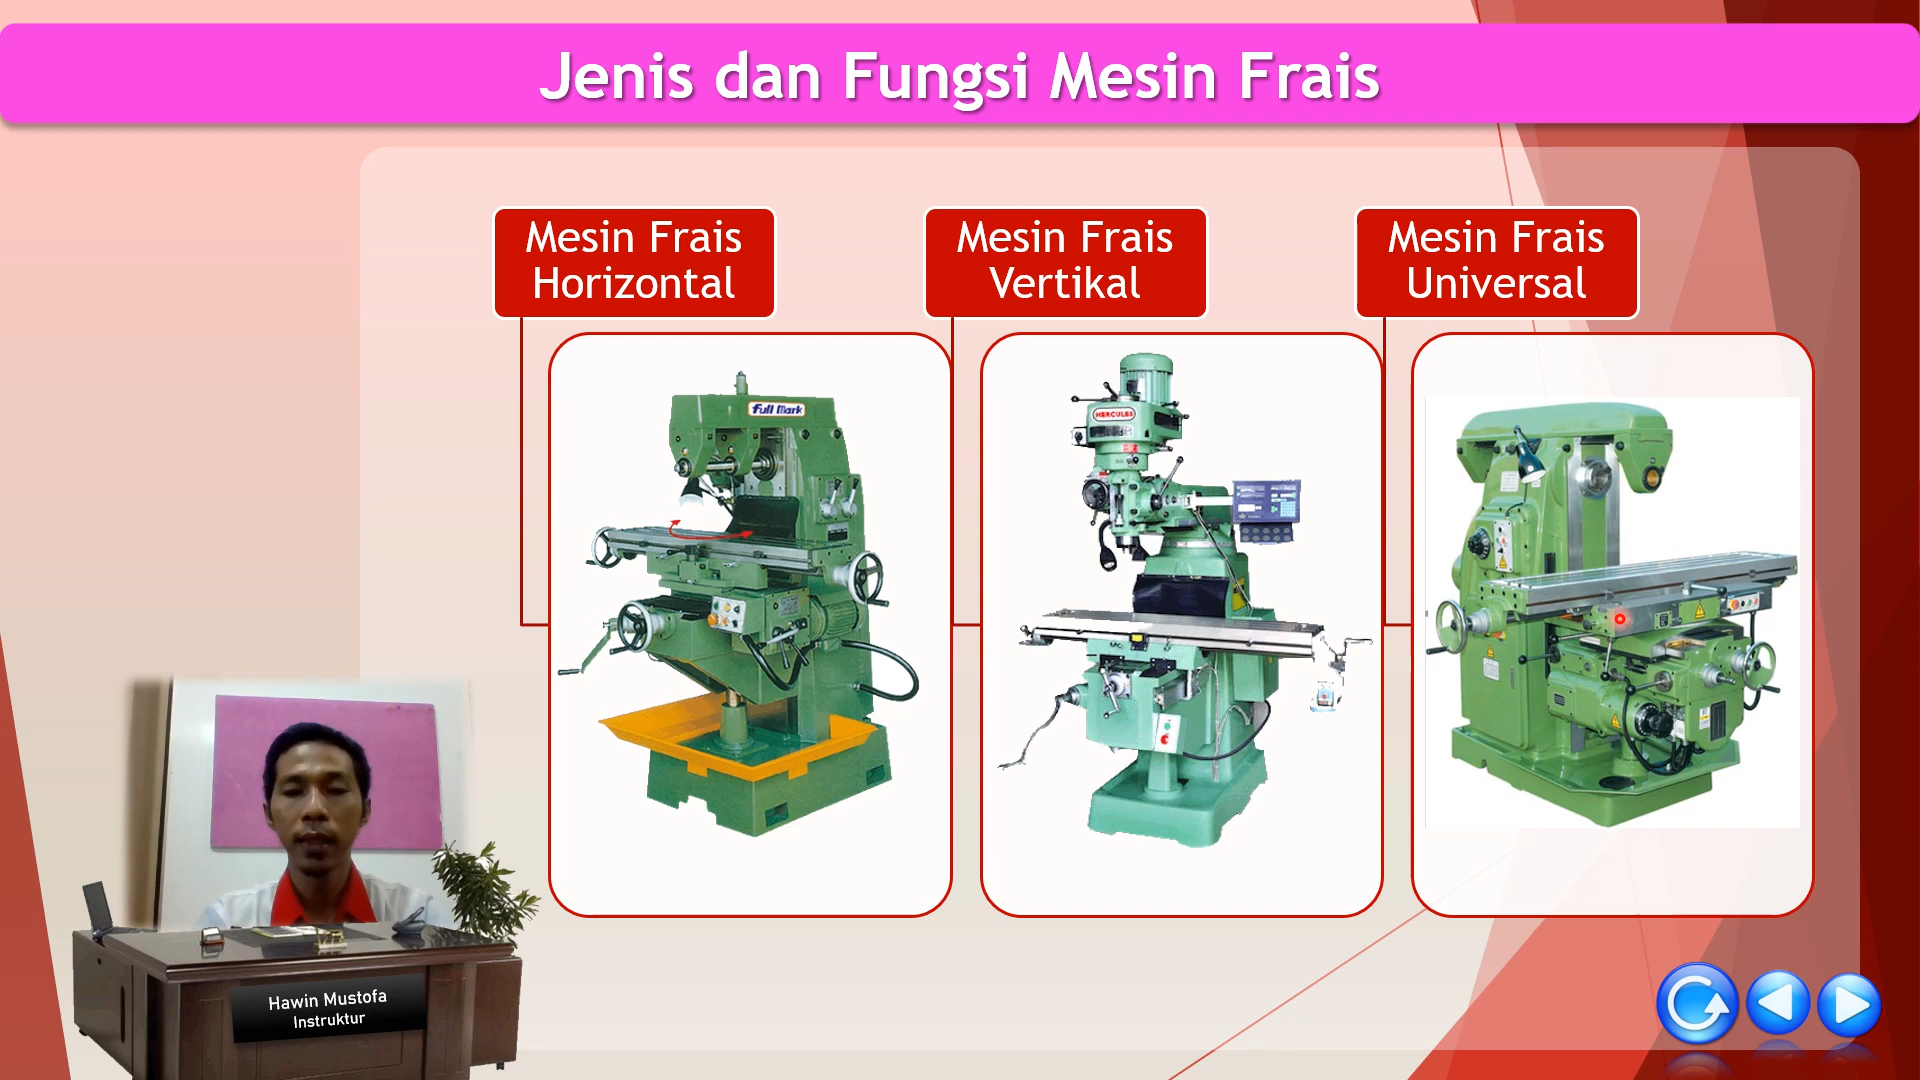 Jenis dan Fungsi Mesin Frais
Mesin Frais
Horizontal
Mesin Frais
Vertikal
Mesin Frais
Universal
Full Mark
HERCULES
Hawin Mustofa
Instruktur